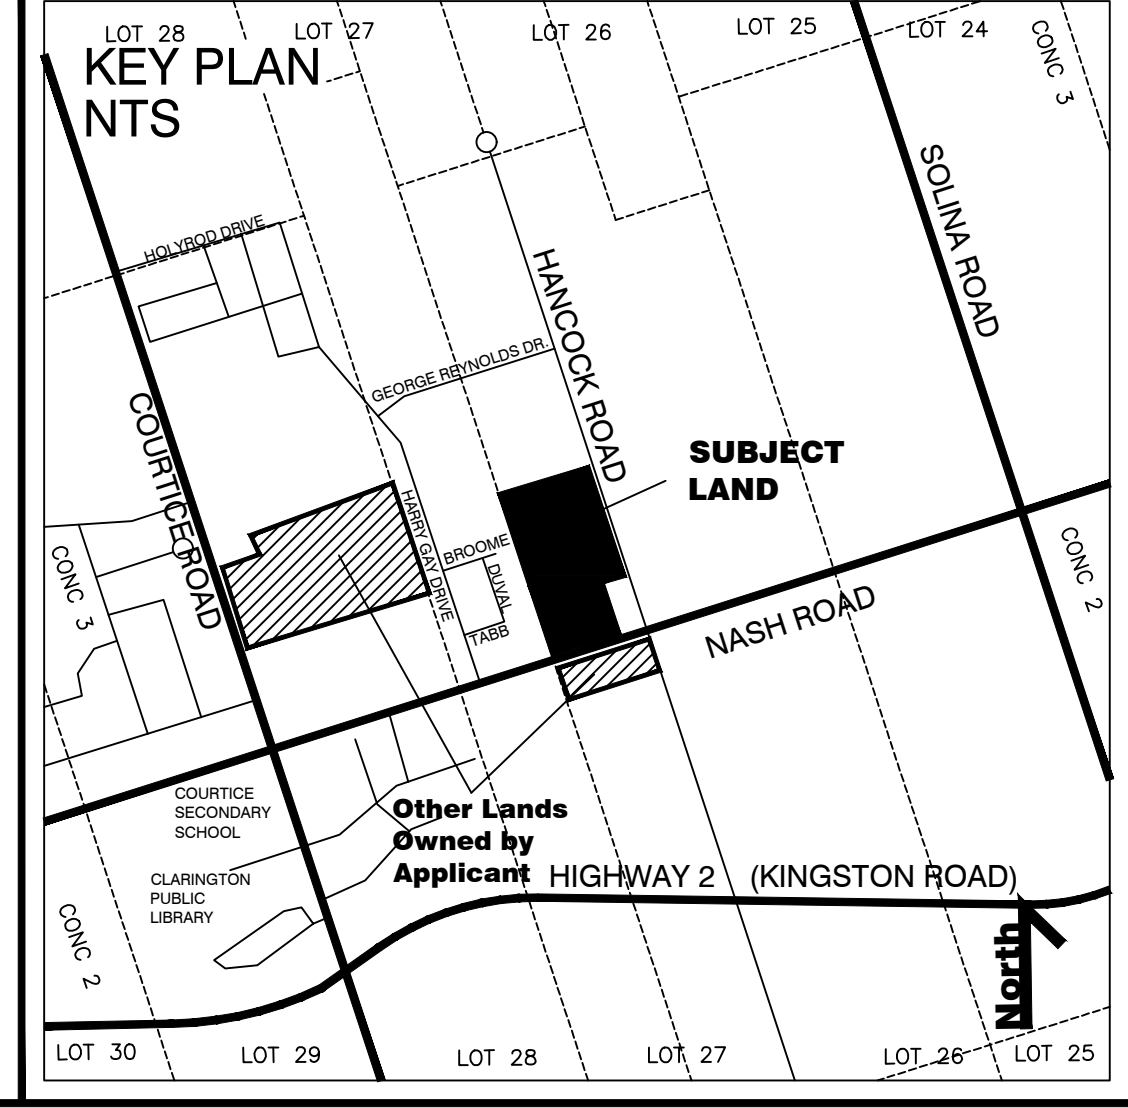 LOT 28
LOT 27
LOT 26
LOT 25
LOT 24
KEY PLAN
NTS
CONC 3
SOLINA ROAD
HOLYROD DRIVE
HANCOCK ROAD
GEORGE REYNOLDS DR.
COURTICE ROAD
SUBJECT
LAND
HARRY GAY DRIVE
BROOME
DUVAL
TABB
CONC 3
CONC 2
NASH ROAD
COURTICE
SECONDARY
SCHOOL
Other Lands
Owned by
Applicant
HIGHWAY 2 (KINGSTON ROAD)
CLARINGTON
PUBLIC
LIBRARY
CONC 2
North
LOT 30
LOT 29
LOT 28
LOT 27
LOT 26
LOT 25